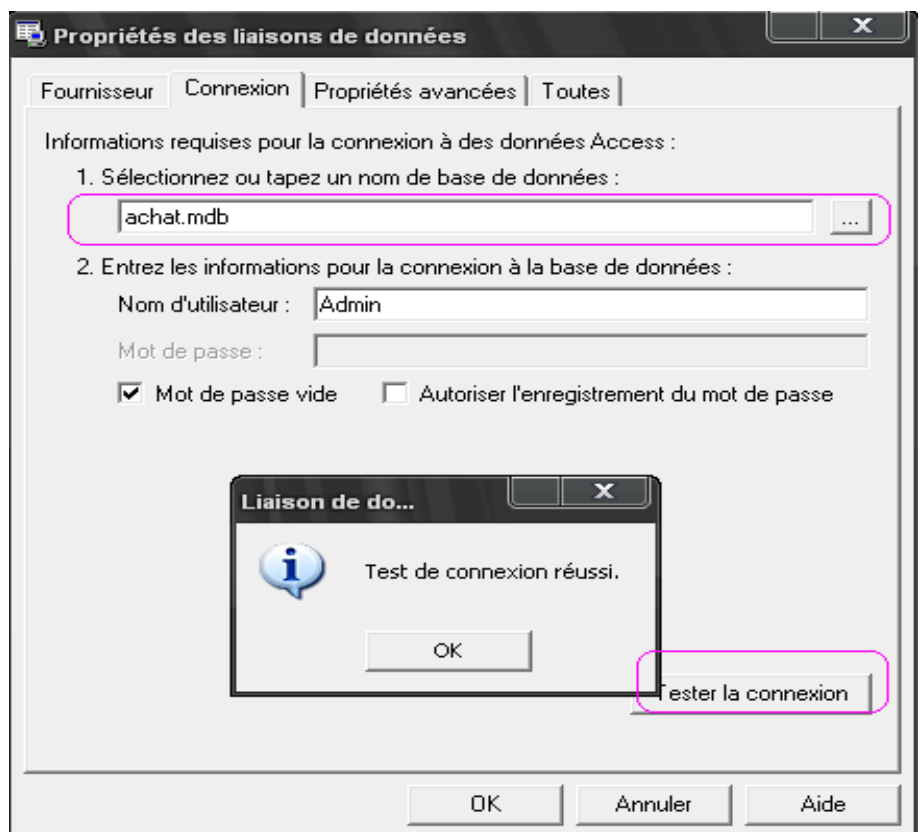 Propriétés des liaisons de données
Fournisseur Connexion Propriétés avancées Toutes
Informations requises pour la connexion à des données Access :
1. Sélectionnez ou tapez un nom de base de données :
achat.mdb ...
2. Entrez les informations pour la connexion à la base de données :
Nom d'utilisateur : Admin
Mot de passe :
Mot de passe vide Autoriser l'enregistrement du mot de passe
Liaison de do...
Test de connexion réussi.
OK
Tester la connexion
OK Annuler Aide